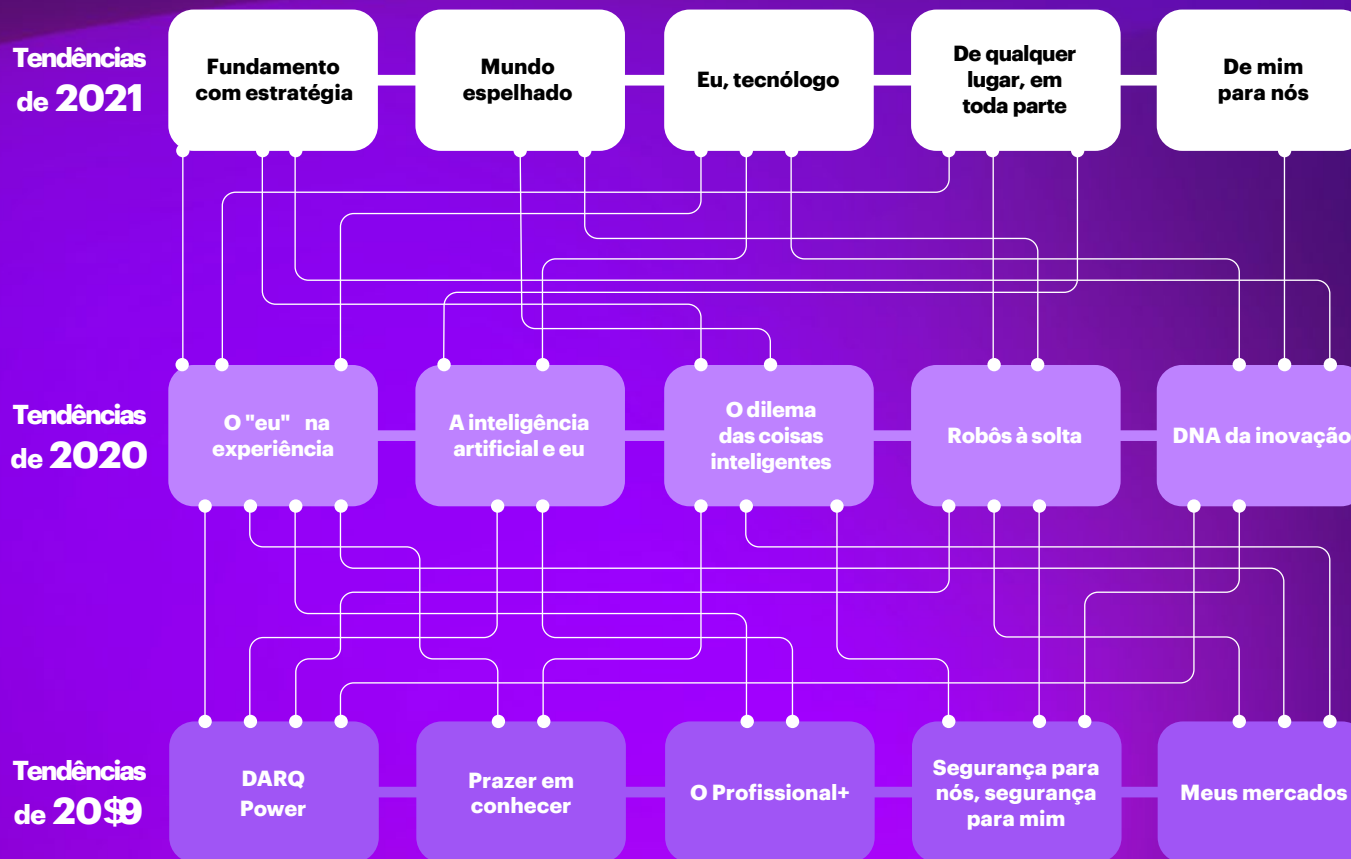 Tendências
de 2021
Fundamento
com estratégia
Mundo
espelhado
Eu, tecnólogo
De qualquer
lugar, em
toda parte
De mim
para nós
Tendências
de 2020
O "eu" na
experiência
A inteligência
artificial e eu
O dilema
das coisas
inteligentes
Robôs à solta
DNA da inovação
Tendências
de 20$9
DARQ
Power
Prazer em
conhecer
O Profissional+
Segurança para
nós, segurança
para mim
Meus mercados